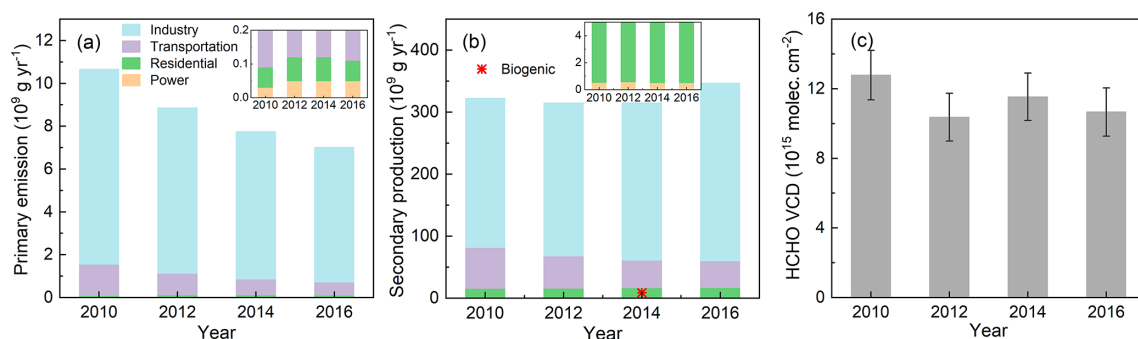 (a)
Industry
Transportation
Residential
Power
0.2
0.1
0.0
2010 2012 2014 2016
12
10
8
6
4
2
0
Primary emission (10⁹ g yr⁻¹)
2010 2012 2014 2016
Year
(b)
Biogenic
4
2
0
2010 2012 2014 2016
400
300
200
100
0
Secondary production (10⁹ g yr⁻¹)
2010 2012 2014 2016
Year
(c)
16
12
8
4
0
HCHO VCD (10¹⁵ molec. cm⁻²)
2010 2012 2014 2016
Year